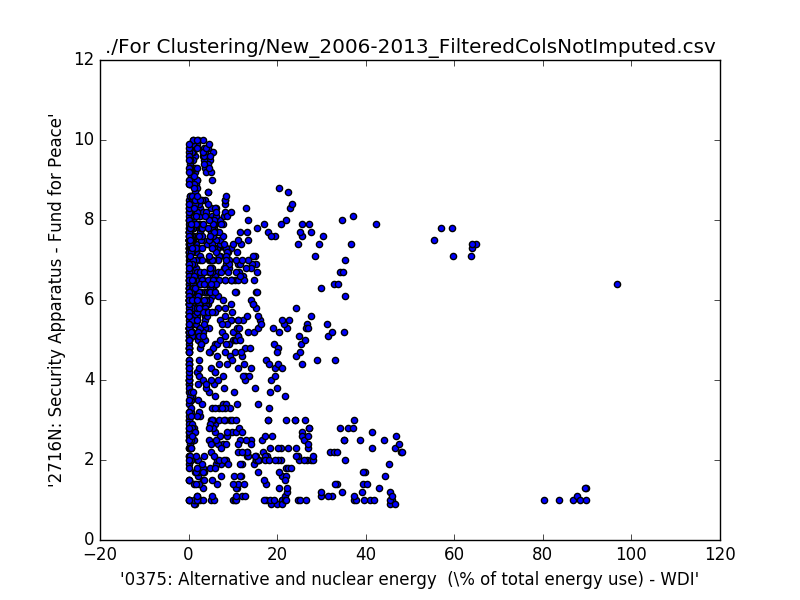 ./For Clustering/New_2006-2013_FilteredColsNotImputed.csv
12
10
8
6
4
2
0
'2716N: Security Apparatus - Fund for Peace'
−20 0 20 40 60 80 100 120
'0375: Alternative and nuclear energy  (\% of total energy use) - WDI'